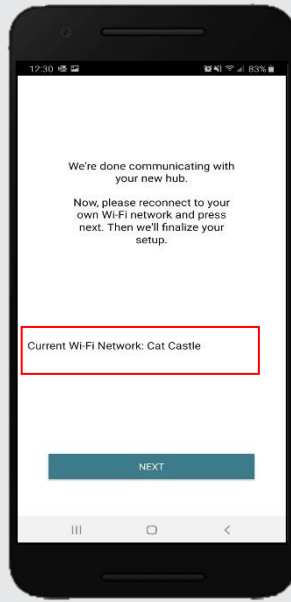 12:30 83%
We're done communicating with
your new hub.
Now, please reconnect to your
own Wi-Fi network and press
next. Then we'll finalize your
setup.
Current Wi-Fi Network: Cat Castle
NEXT